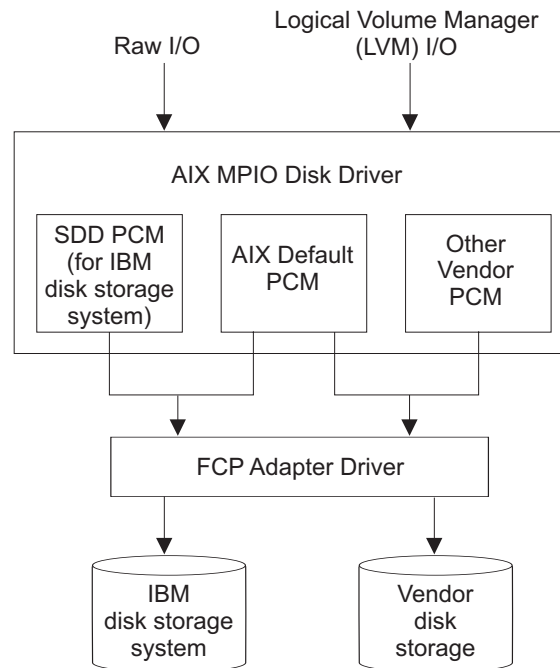 Raw I/O
Logical Volume Manager
(LVM) I/O
AIX MPIO Disk Driver
SDD PCM
(for IBM
disk storage
system)
AIX Default
PCM
Other
Vendor
PCM
FCP Adapter Driver
IBM
disk storage
system
Vendor
disk
storage